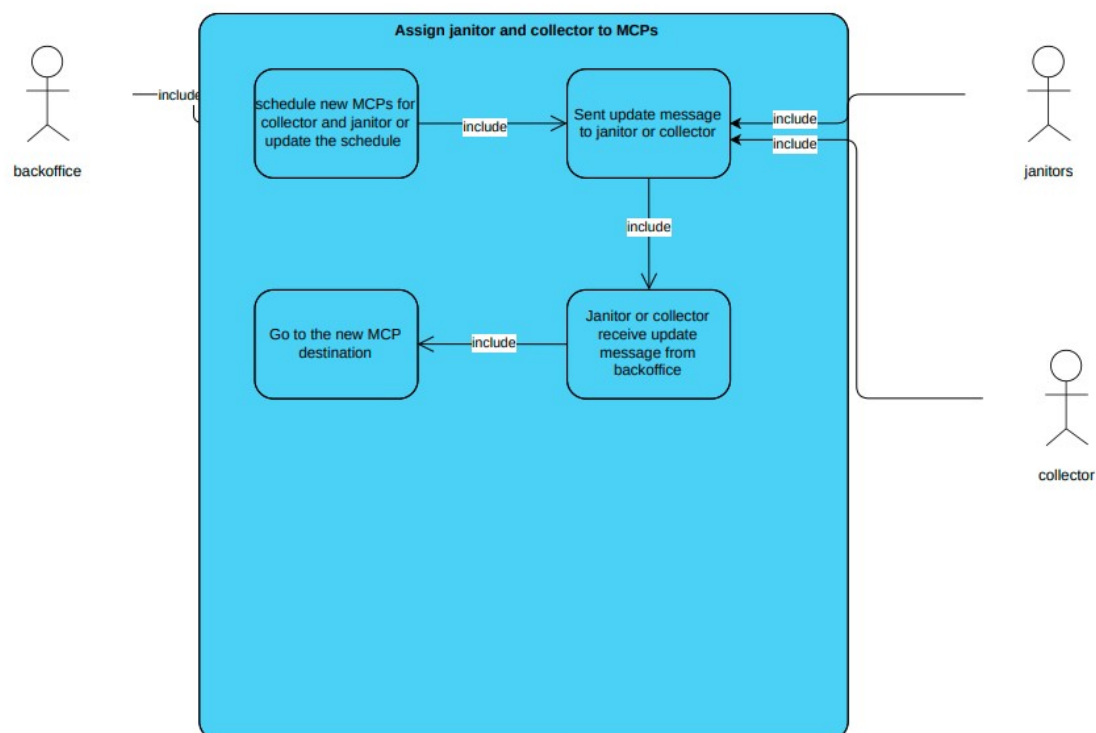 Assign janitor and collector to MCPs
schedule new MCPs for
collector and janitor or
update the schedule
Sent update message
to janitor or collector
include
include
include
include
backoffice
janitors
include
Go to the new MCP
destination
include
Janitor or collector
receive update
message from
backoffice
collector